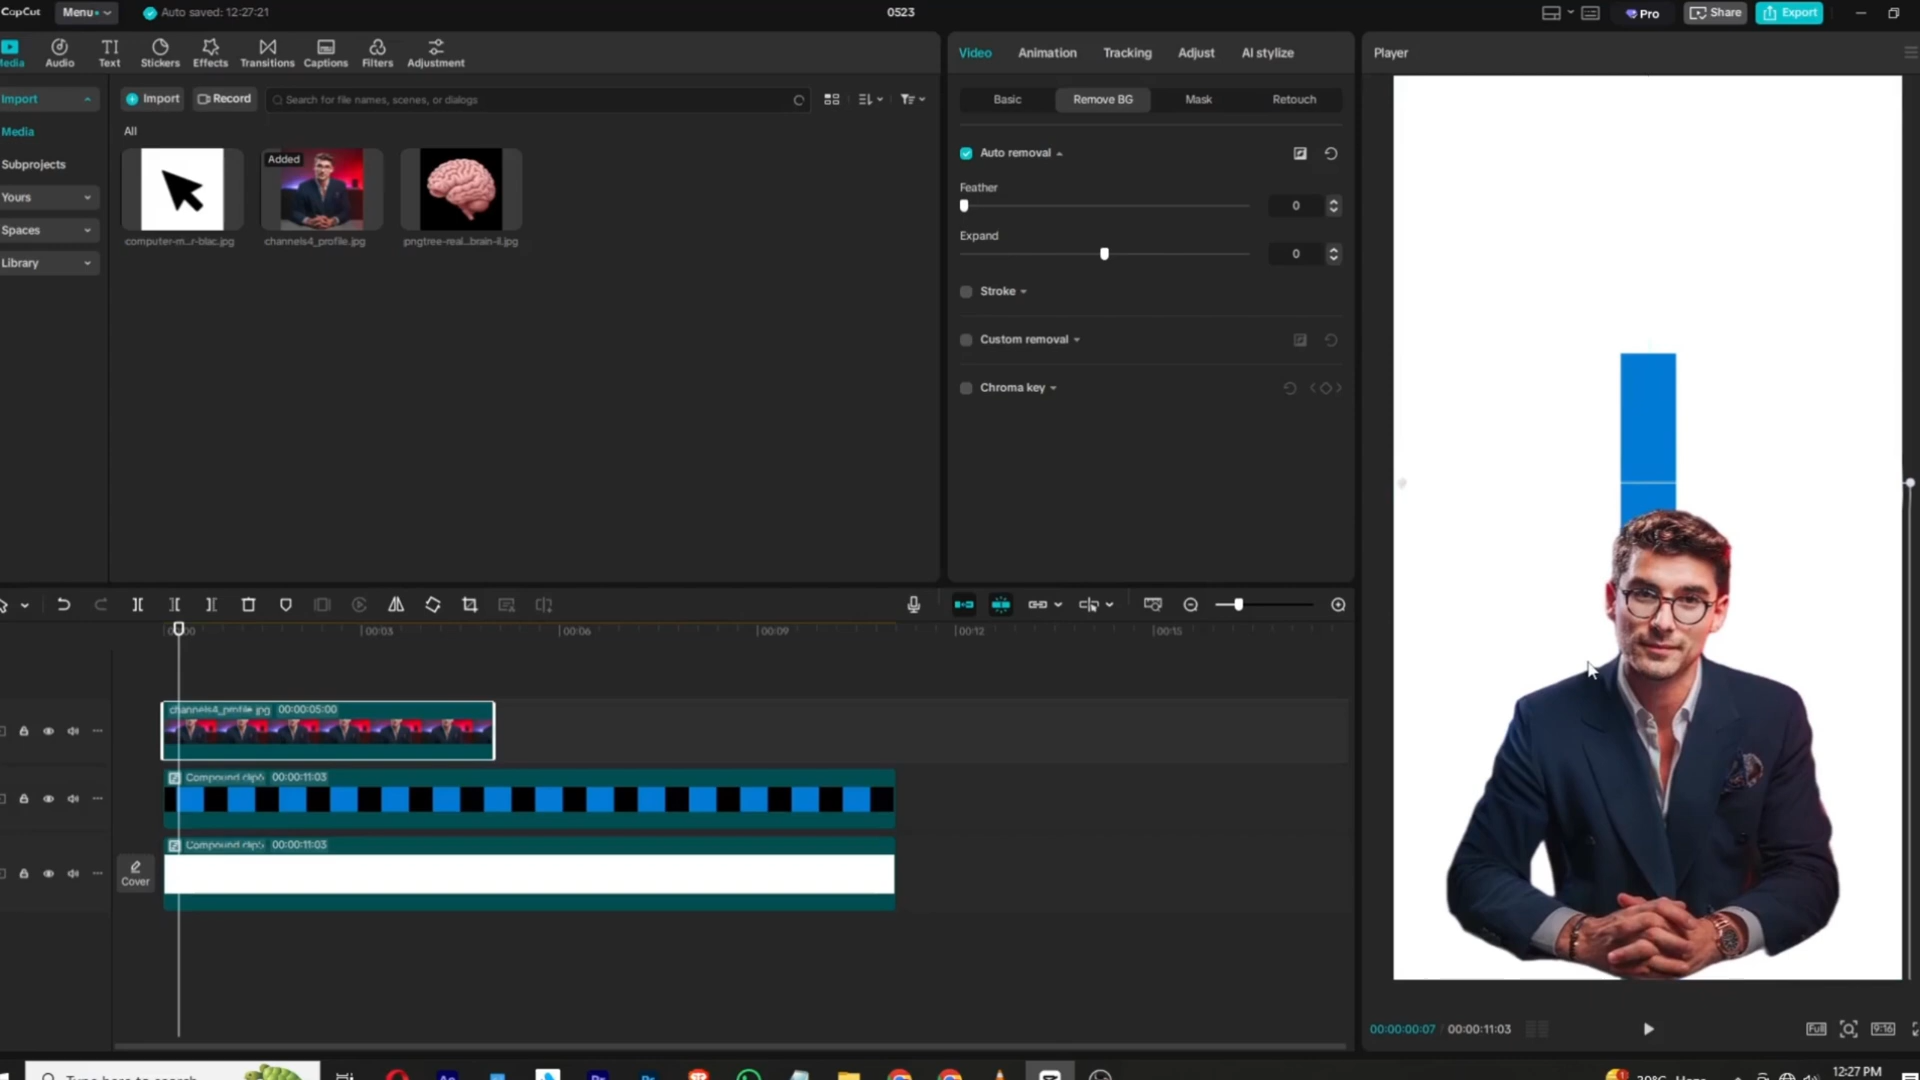 CapCut
Menu
Auto saved: 12:27:21
0523
Pro
Share
Export
Media
Audio
Text
Stickers
Effects
Transitions
Captions
Filters
Adjustment
Import
Media
Subprojects
Yours
Spaces
Library
Import
Record
Search for file names, scenes, or dialogs
All
Added
computer-m...r-blac.jpg
channels4_profile.jpg
pngtree-real...brain-il.jpg
Video
Animation
Tracking
Adjust
AI stylize
Basic
Remove BG
Mask
Retouch
Auto removal
Feather
0
Expand
0
Stroke
Custom removal
Chroma key
Player
00:03
00:06
00:09
00:12
00:15
channels4_profile.jpg 00:00:05:00
Compound clip 00:00:11:03
Compound clip 00:00:11:03
Cover
00:00:00:07 / 00:00:11:03
Full
9:16
12:27 PM